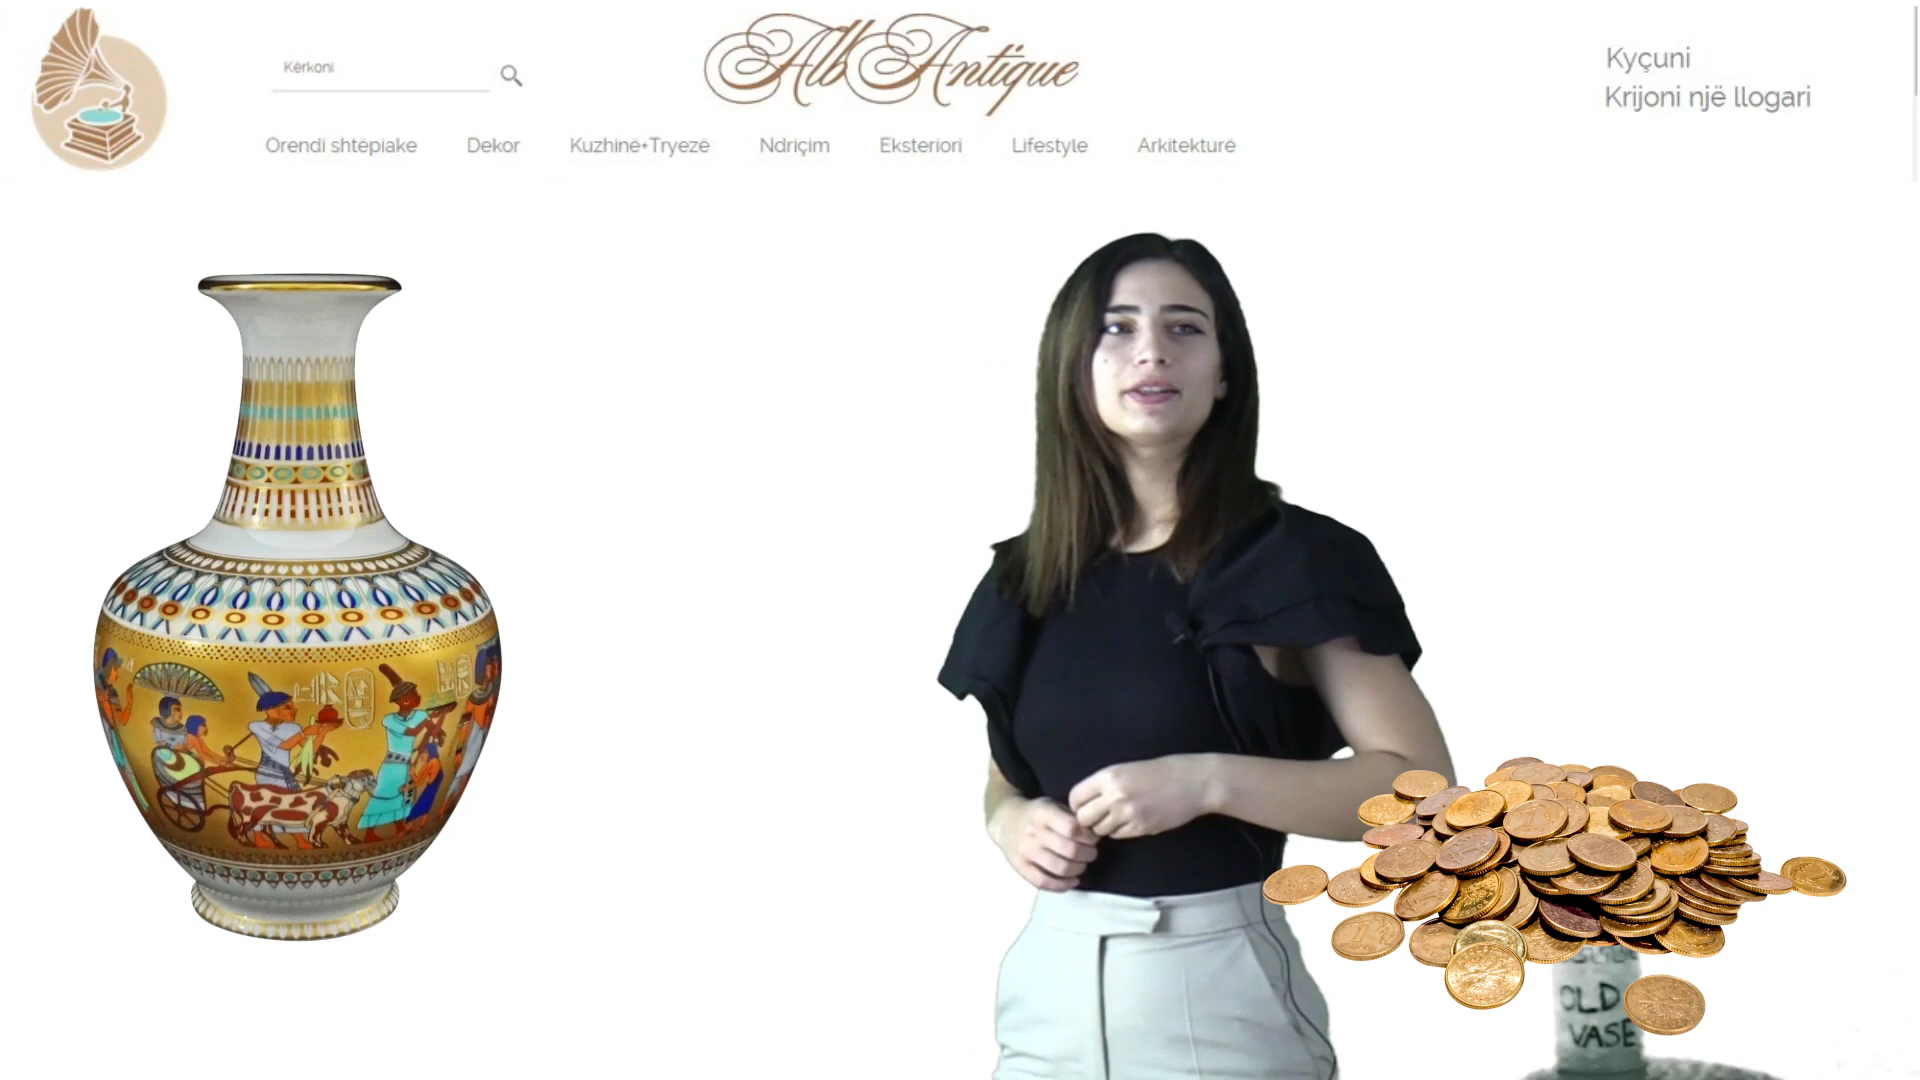 Kërkoni
AlbAntique
Kyçuni
Krijoni një llogari
Orendi shtëpiake Dekor Kuzhinë+Tryezë Ndriçim Eksteriori Lifestyle Arkitekturë
OLD
VASE